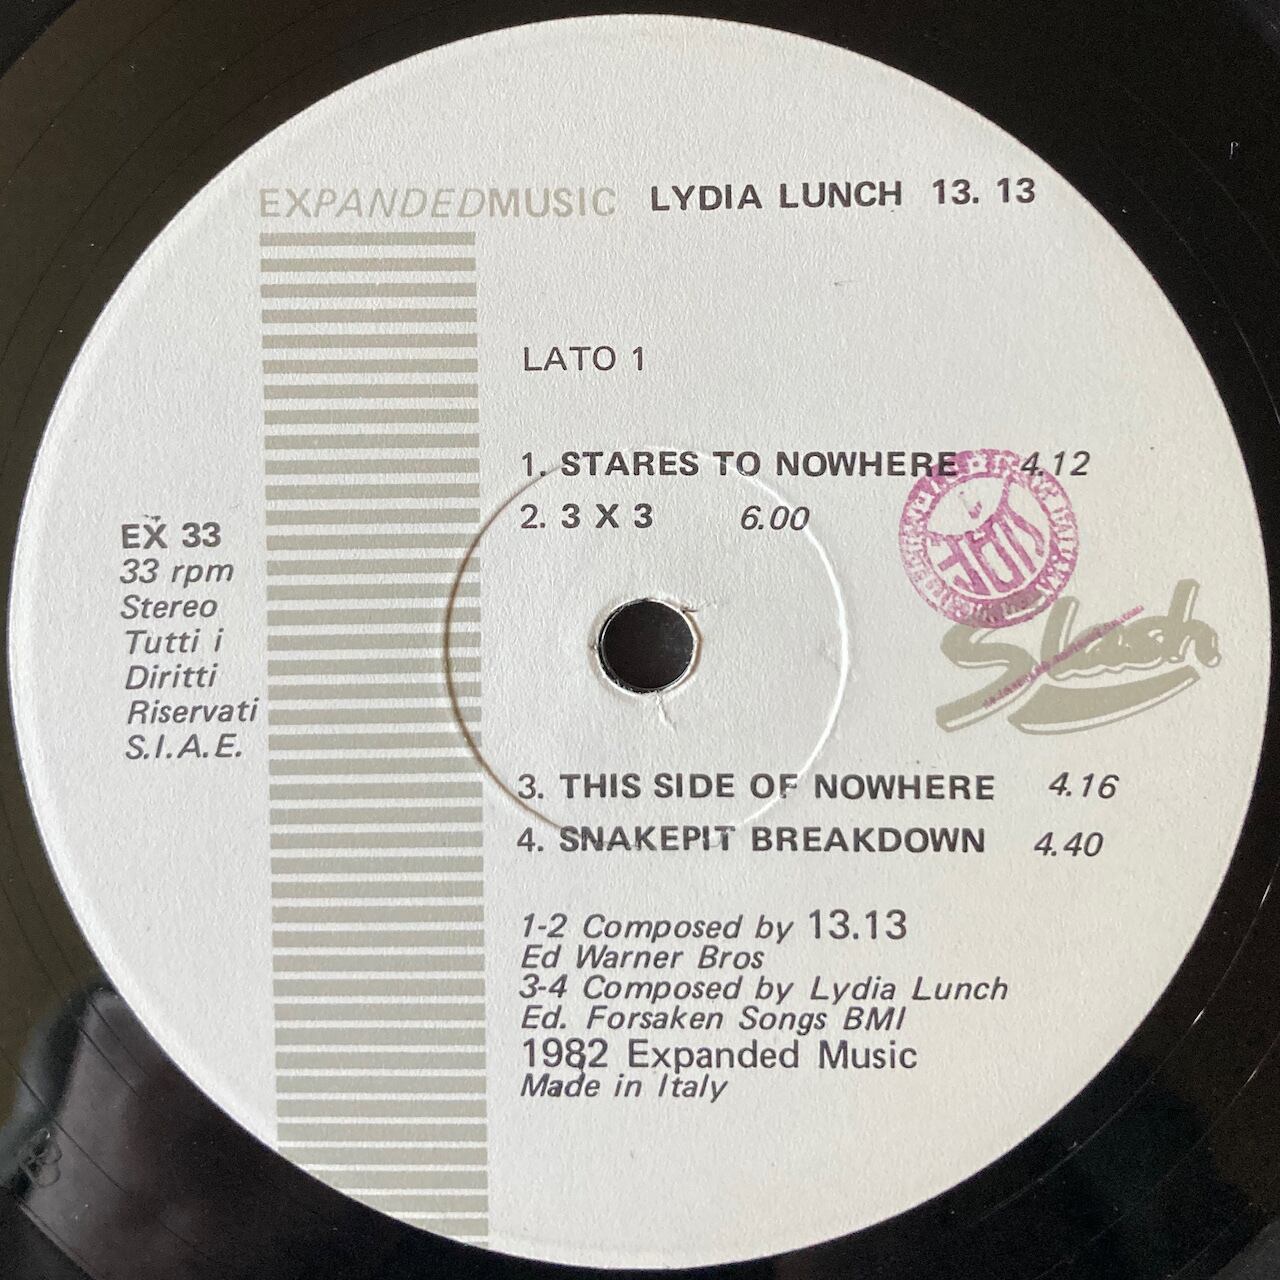 EXPANDEDMUSIC LYDIA LUNCH 13. 13
LATO 1
1. STARES TO NOWHERE 4.12
2. 3 X 3 6.00
EX 33
33 rpm
Stereo
Tutti i
Diritti
Riservati
S.I.A.E.
Slash
3. THIS SIDE OF NOWHERE 4.16
4. SNAKEPIT BREAKDOWN 4.40
1-2 Composed by 13.13
Ed Warner Bros
3-4 Composed by Lydia Lunch
Ed. Forsaken Songs BMI
1982 Expanded Music
Made in Italy